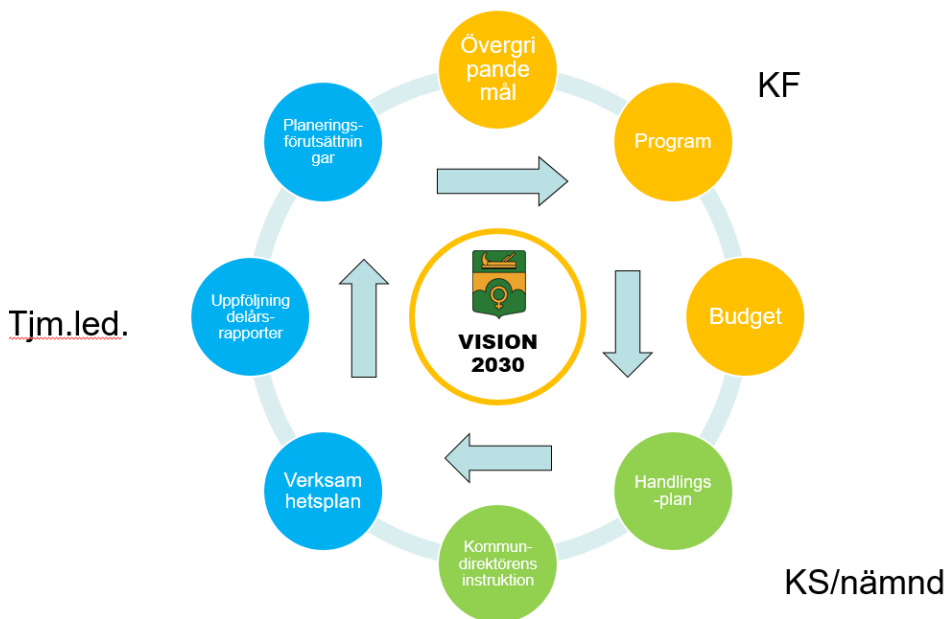 Övergri
pande
mål
KF
Program
Budget
Handlings
-plan
KS/nämnd
Kommun-
direktörens
instruktion
Verksam
hetsplan
Tjm.led.
Uppföljning
delårs-
rapporter
Planerings-
förutsättnin
gar
VISION
2030